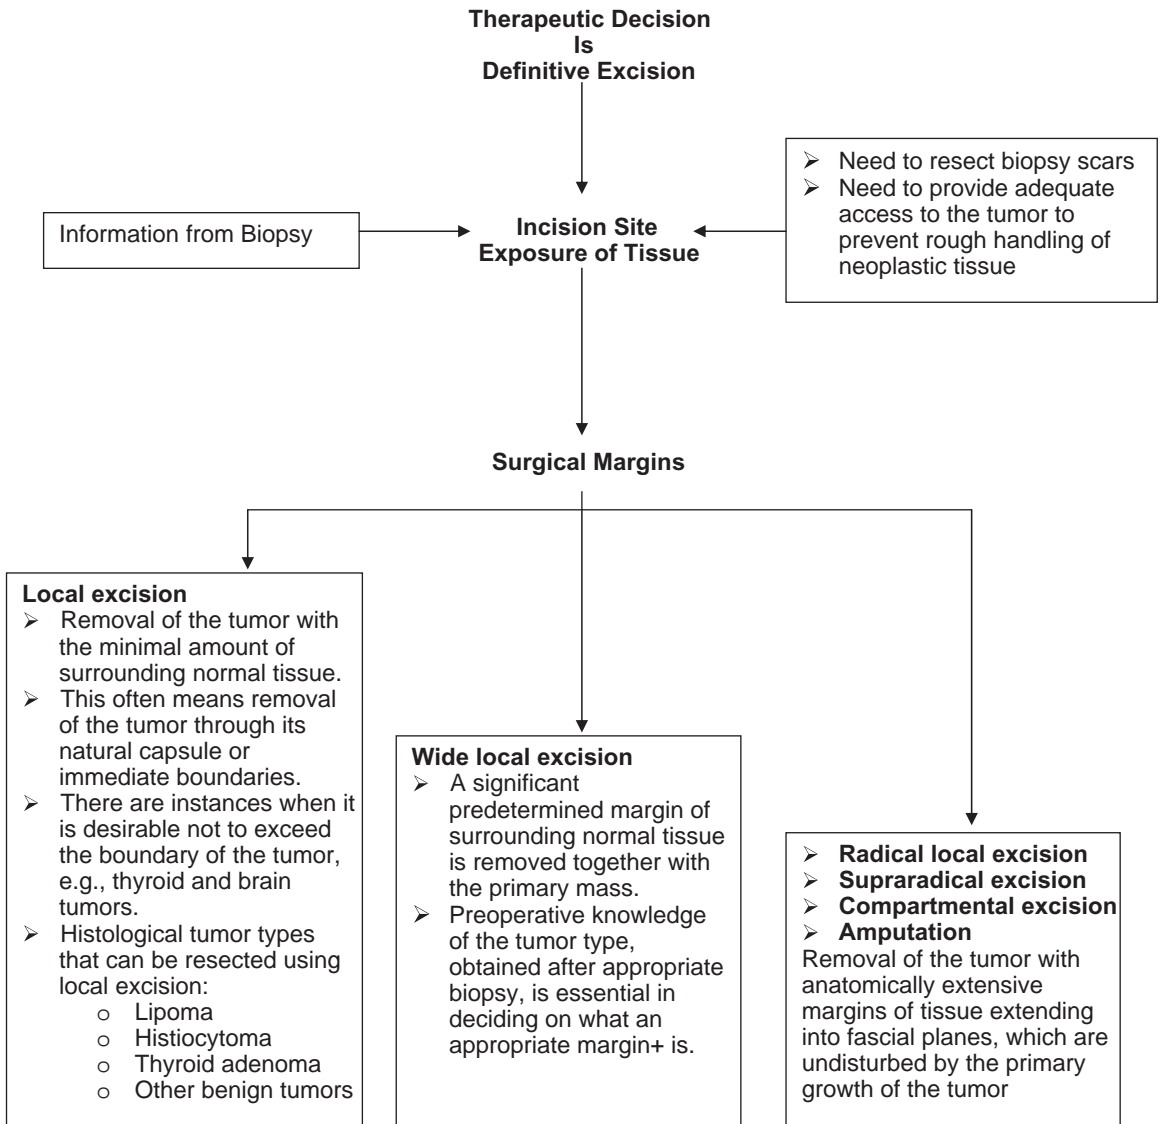 Therapeutic Decision
Is
Definitive Excision
Information from Biopsy
Incision Site
Exposure of Tissue
➢ Need to resect biopsy scars
➢ Need to provide adequate
access to the tumor to
prevent rough handling of
neoplastic tissue
Surgical Margins
Local excision
➢ Removal of the tumor with
the minimal amount of
surrounding normal tissue.
➢ This often means removal
of the tumor through its
natural capsule or
immediate boundaries.
➢ There are instances when it
is desirable not to exceed
the boundary of the tumor,
e.g., thyroid and brain
tumors.
➢ Histological tumor types
that can be resected using
local excision:
o Lipoma
o Histiocytoma
o Thyroid adenoma
o Other benign tumors
Wide local excision
➢ A significant
predetermined margin of
surrounding normal tissue
is removed together with
the primary mass.
➢ Preoperative knowledge
of the tumor type,
obtained after appropriate
biopsy, is essential in
deciding on what an
appropriate margin+ is.
➢ Radical local excision
➢ Supraradical excision
➢ Compartmental excision
➢ Amputation
Removal of the tumor with
anatomically extensive
margins of tissue extending
into fascial planes, which are
undisturbed by the primary
growth of the tumor